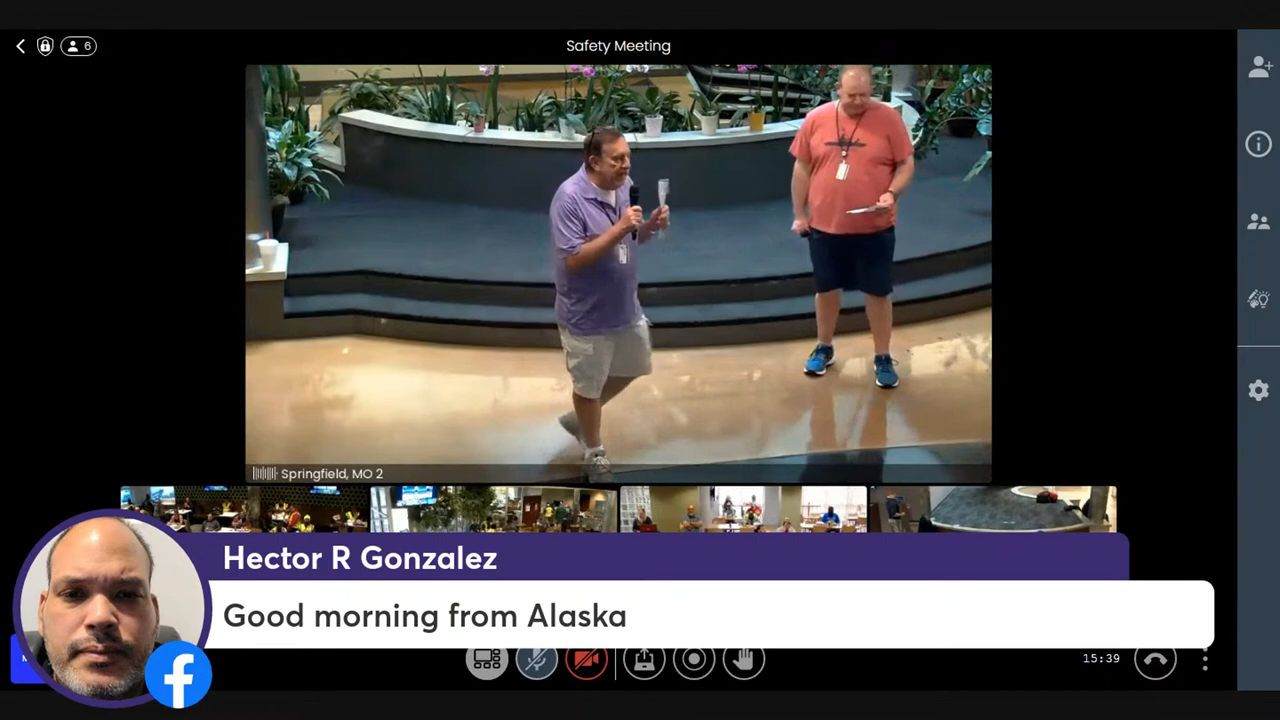 6
Safety Meeting
Springfield, MO 2
Hector R Gonzalez
Good morning from Alaska
15:39